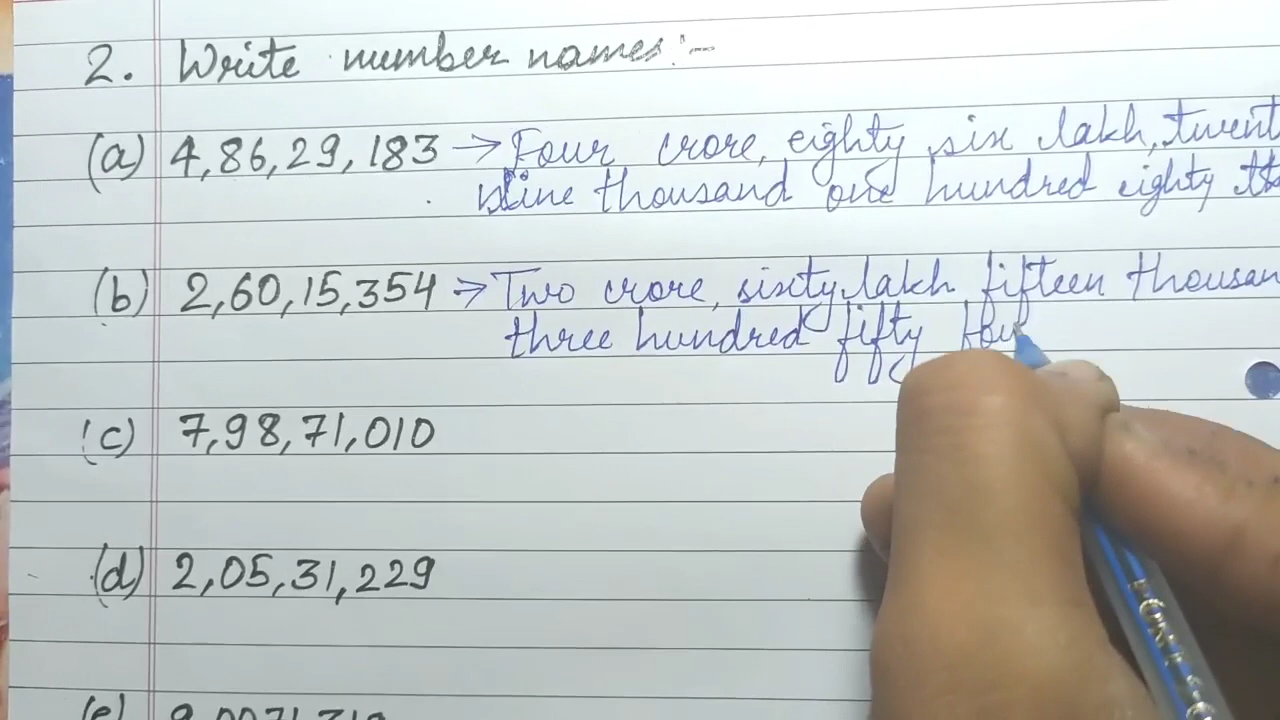 2. Write number names:-
(a) 4,86,29,183 → Four crore, eighty six lakh, twent
Nine thousand one hundred eighty
(b) 2,60,15,354 → Two crore, sixty lakh fifteen thousan
three hundred fifty fou
(c) 7,98,71,010
(d) 2,05,31,229
(e)